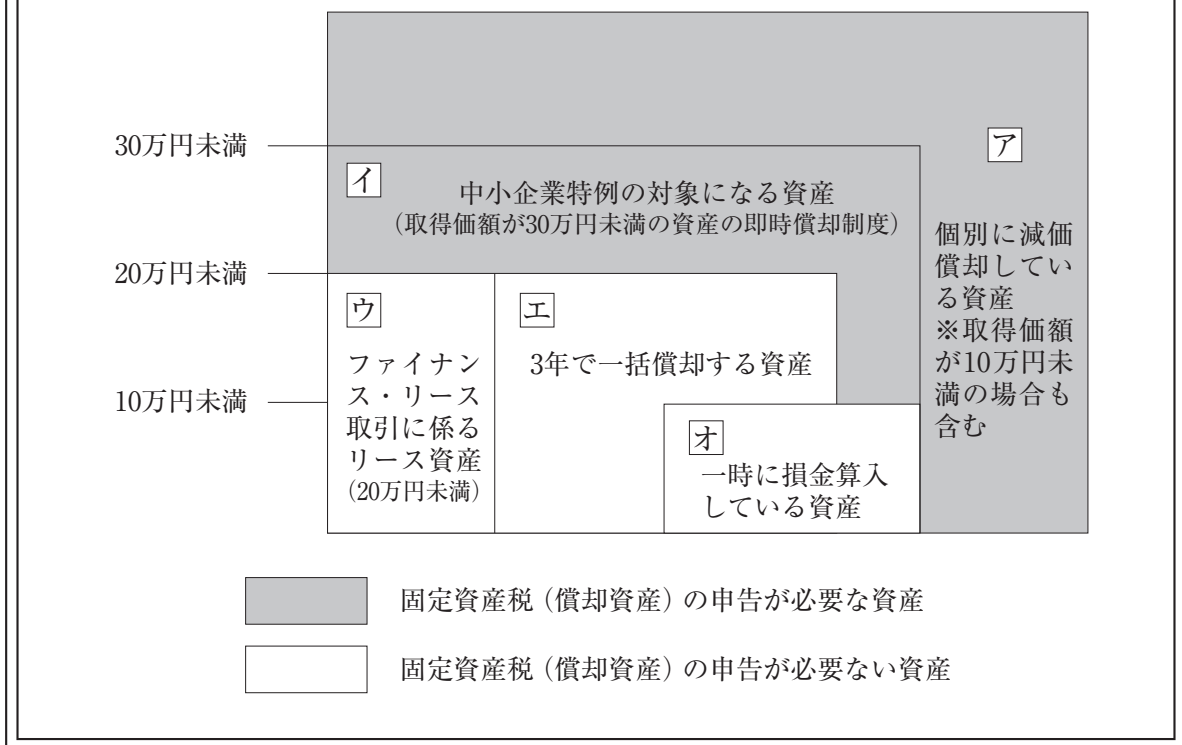 30万円未満
20万円未満
10万円未満
ア
個別に減価
償却してい
る資産
※取得価額
が10万円未
満の場合も
含む
イ
中小企業特例の対象になる資産
（取得価額が30万円未満の資産の即時償却制度）
ウ
ファイナン
ス・リース
取引に係る
リース資産
（20万円未満）
エ
3年で一括償却する資産
オ
一時に損金算入
している資産
固定資産税（償却資産）の申告が必要な資産
固定資産税（償却資産）の申告が必要ない資産